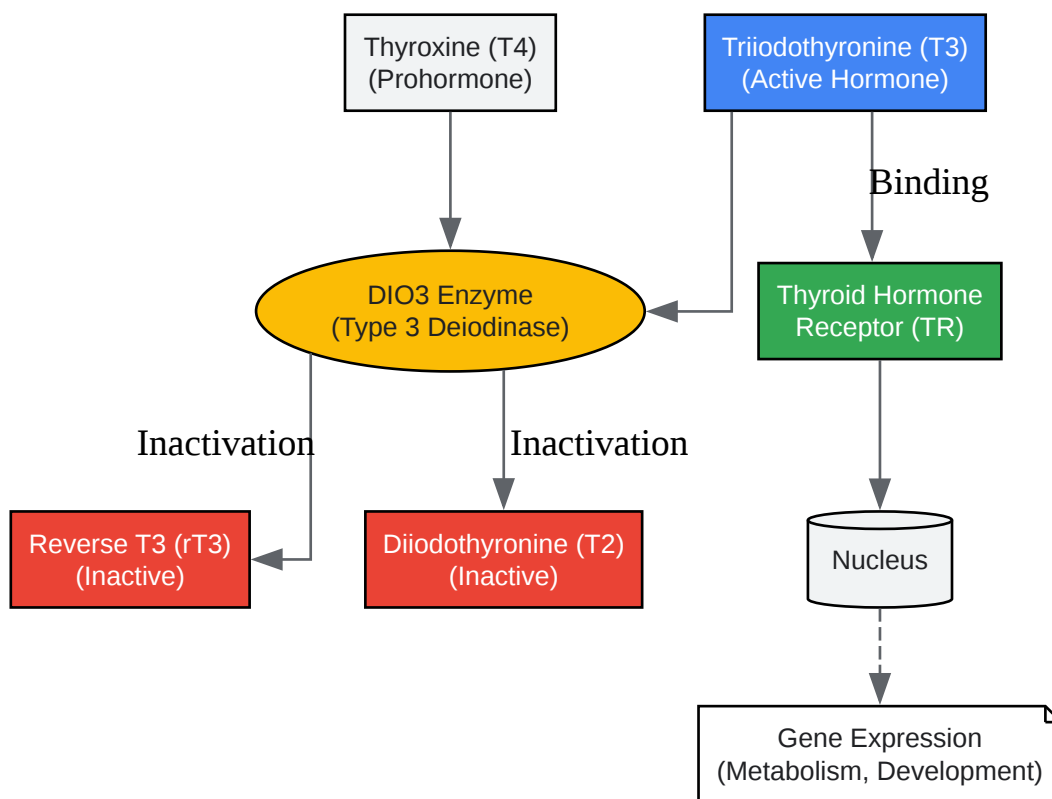 Thyroxine (T4)
(Prohormone)
Triiodothyronine (T3)
(Active Hormone)
Binding
DIO3 Enzyme
(Type 3 Deiodinase)
Thyroid Hormone
Receptor (TR)
Inactivation
Inactivation
Reverse T3 (rT3)
(Inactive)
Diiodothyronine (T2)
(Inactive)
Nucleus
Gene Expression
(Metabolism, Development)